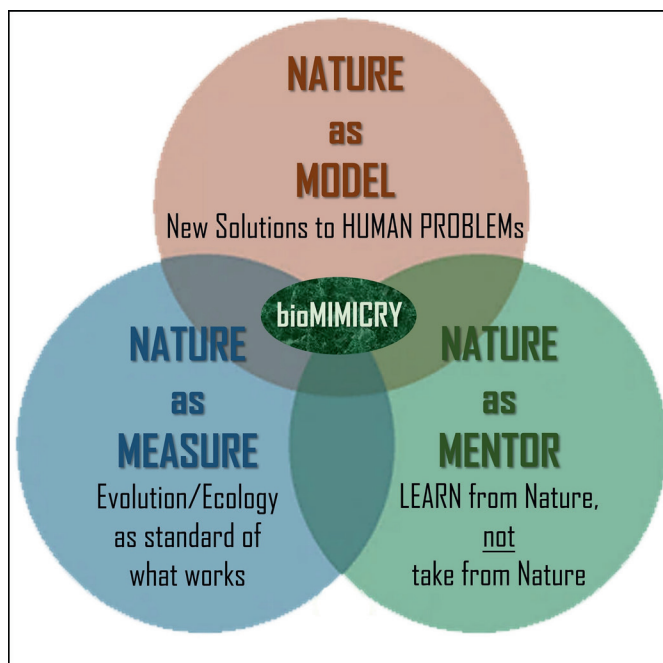 NATURE
as
MODEL
New Solutions to HUMAN PROBLEMs
bioMIMICRY
NATURE
as
MEASURE
Evolution/Ecology
as standard of
what works
NATURE
as
MENTOR
LEARN from Nature,
not
take from Nature